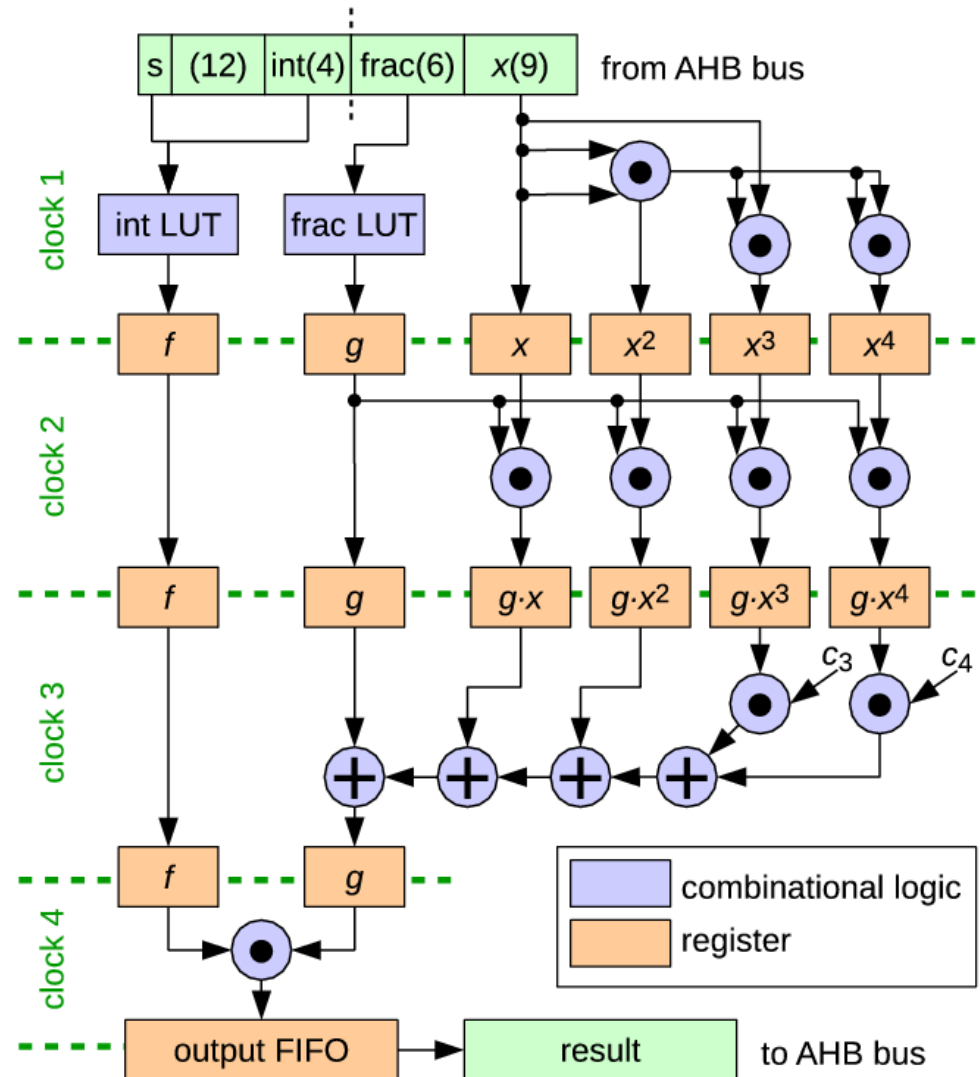 s (12) int(4) frac(6) x(9) from AHB bus
clock 1
int LUT frac LUT
f g x x² x³ x⁴
clock 2
f g g·x g·x² g·x³ g·x⁴
clock 3
c₃ c₄
f g
combinational logic
register
clock 4
output FIFO result to AHB bus